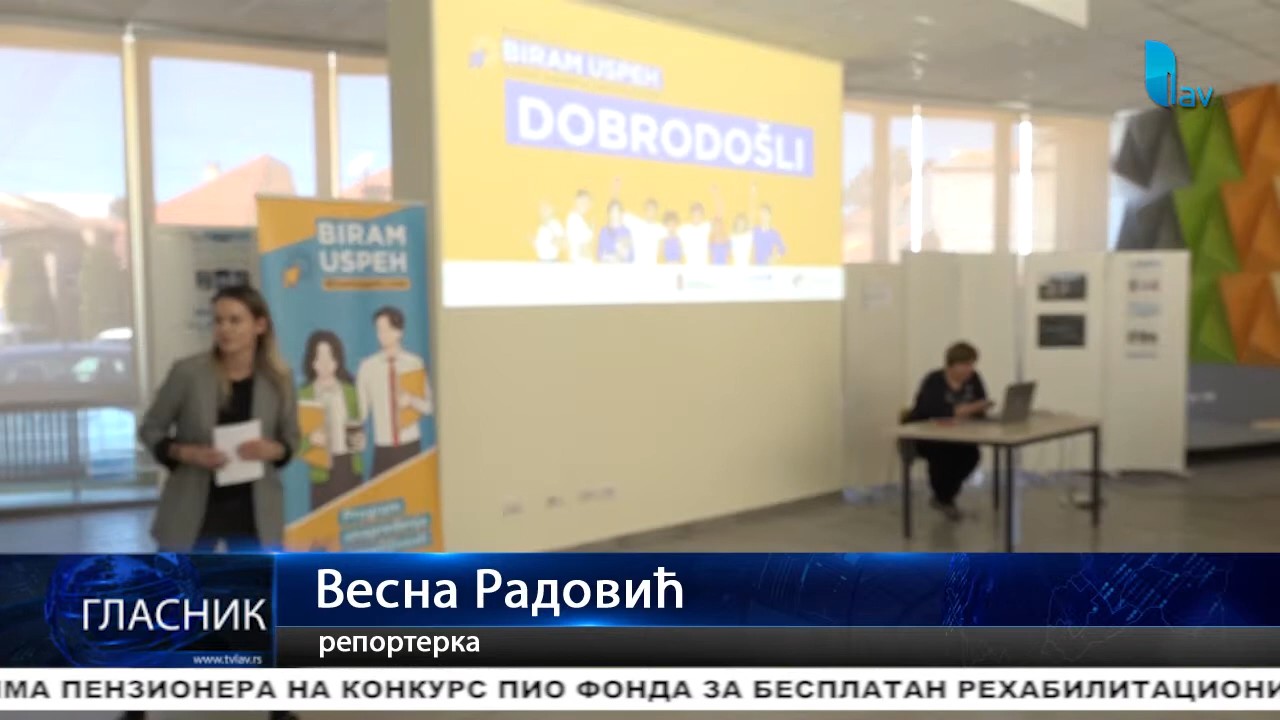 BIRAM USPEH
DOBRODOŠLI
lav
BIRAM
USPEH
Program
Весна Радовић
ГЛАСНИК
www.tvlav.rs
репортерка
ИМА ПЕНЗИОНЕРА НА КОНКУРС ПИО ФОНДА ЗА БЕСПЛАТАН РЕХАБИЛИТАЦИОНИ